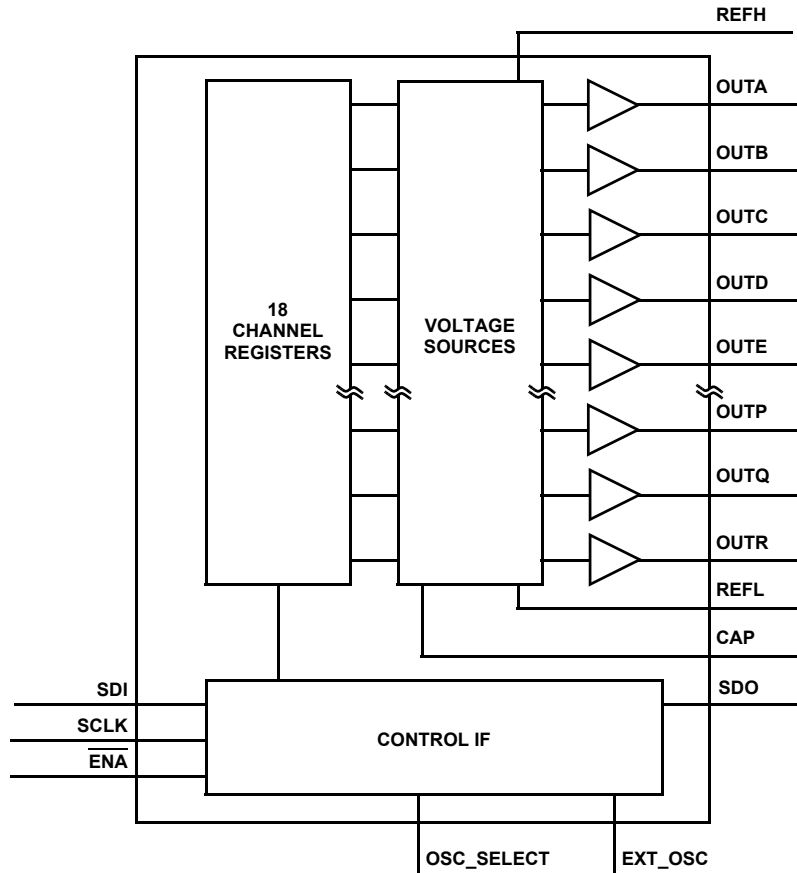 REFH
OUTA
OUTB
OUTC
OUTD
18
CHANNEL
REGISTERS
VOLTAGE
SOURCES
OUTE
OUTP
OUTQ
OUTR
REFL
CAP
SDI
SDO
SCLK
CONTROL IF
ENA
OSC_SELECT
EXT_OSC